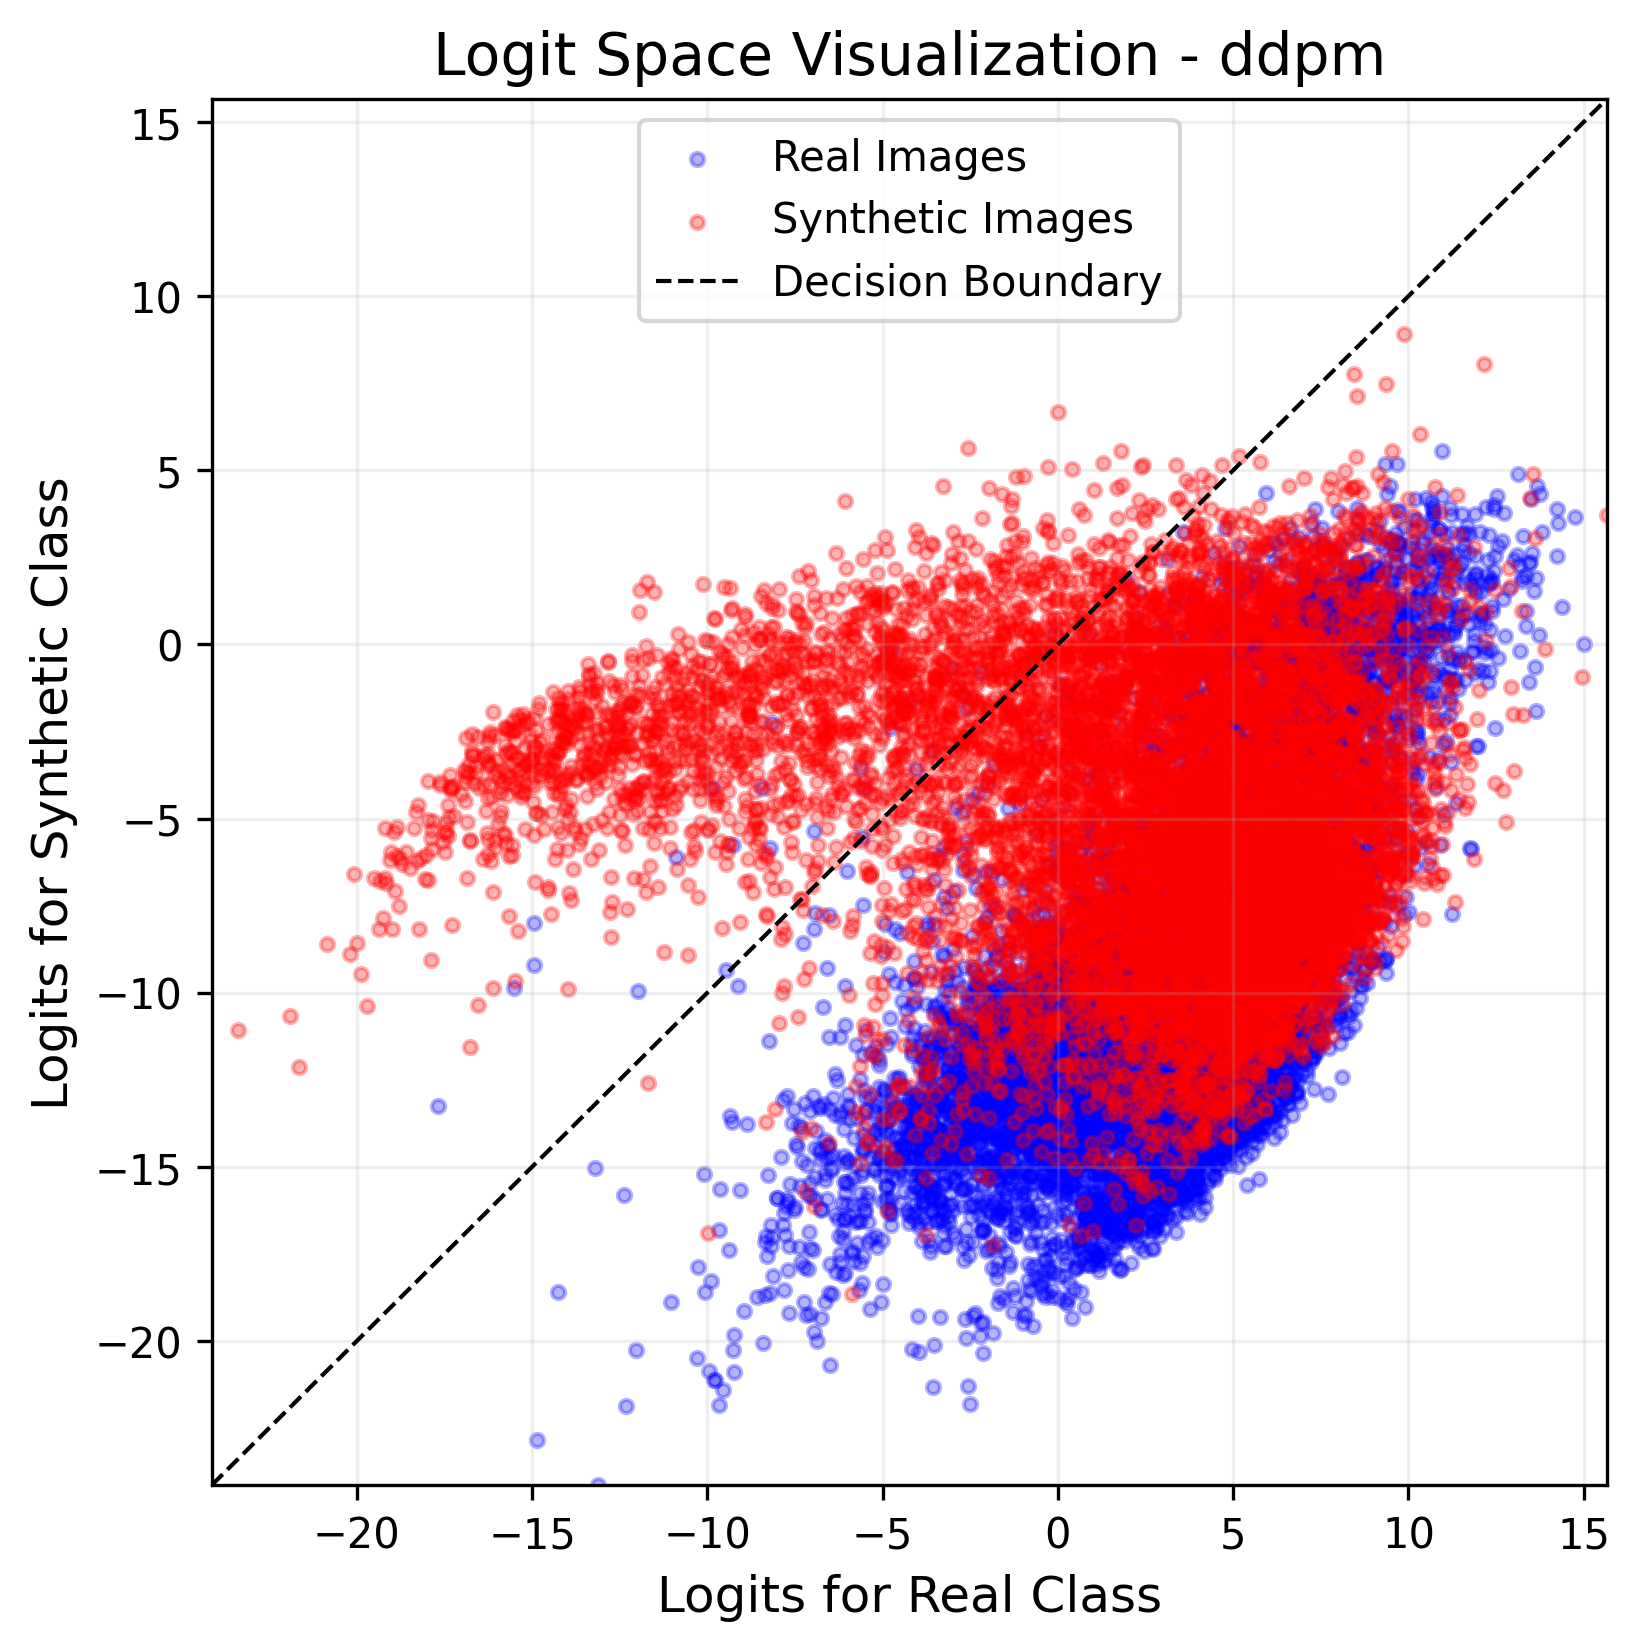 Logit Space Visualization - ddpm
Real Images
Synthetic Images
Decision Boundary
Logits for Synthetic Class
15
10
5
0
−5
−10
−15
−20
−20
−15
−10
−5
0
5
10
15
Logits for Real Class